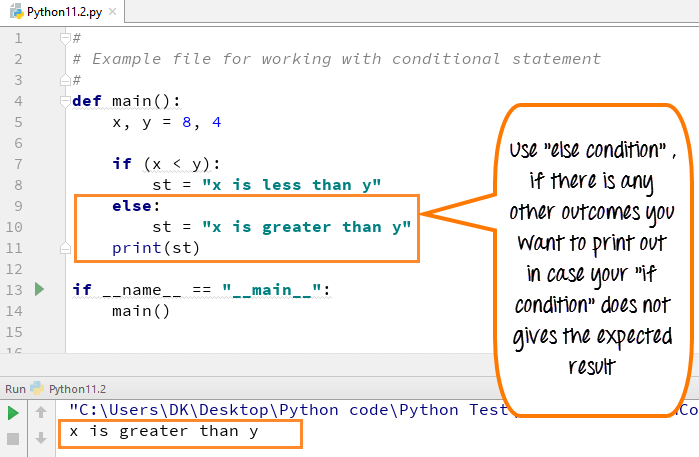 Python11.2.py
1 #
2 # Example file for working with conditional statement
3 #
4 def main():
5     x, y = 8, 4
6
7     if (x < y):
8         st = "x is less than y"
9     else:
10         st = "x is greater than y"
11     print(st)
12
13 if __name__ == "__main__":
14     main()
15
16
Use "else condition" ,
if there is any
other outcomes you
want to print out
in case your "if
condition" does not
gives the expected
result
Run Python11.2
"C:\Users\DK\Desktop\Python code\Python Test
x is greater than y